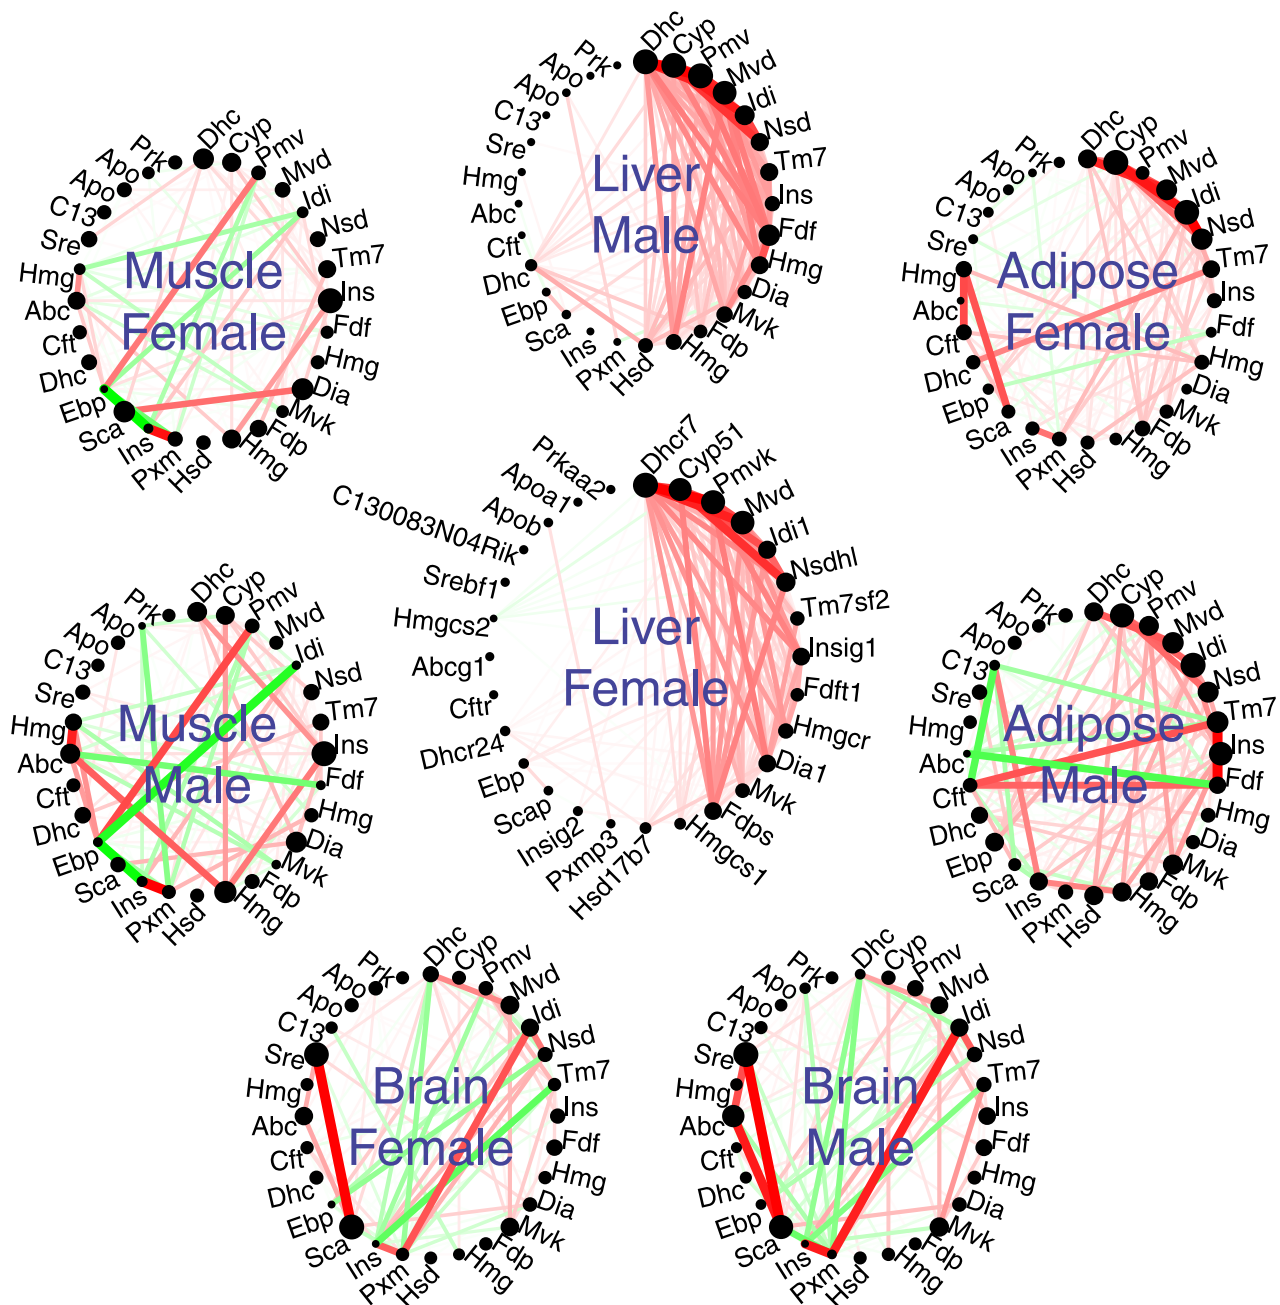 Dhc
Cyp
Pmv
Mvd
Idi
Nsd
Tm7
Ins
Fdf
Hmg
Dia
Mvk
Fdp
Hmg
Hsd
Pxm
Ins
Sca
Ebp
Dhc
Cft
Abc
Hmg
Sre
C13
Apo
Apo
Prk
Liver
Male
Dhc
Cyp
Pmv
Mvd
Idi
Nsd
Tm7
Ins
Fdf
Hmg
Dia
Mvk
Fdp
Hmg
Hsd
Pxm
Ins
Sca
Ebp
Dhc
Cft
Abc
Hmg
Sre
C13
Apo
Apo
Prk
Muscle
Female
Dhc
Cyp
Pmv
Mvd
Idi
Nsd
Tm7
Ins
Fdf
Hmg
Dia
Mvk
Fdp
Hmg
Hsd
Pxm
Ins
Sca
Ebp
Dhc
Cft
Abc
Hmg
Sre
C13
Apo
Apo
Prk
Adipose
Female
Dhcr7
Cyp51
Pmvk
Mvd
Idi1
Nsdhl
Tm7sf2
Insig1
Fdft1
Hmgcr
Dia1
Mvk
Fdps
Hmgcs1
Hsd17b7
Pxmp3
Insig2
Scap
Ebp
Dhcr24
Cftr
Abcg1
Hmgcs2
Srebf1
C130083N04Rik
Apob
Apoa1
Prkaa2
Liver
Female
Dhc
Cyp
Pmv
Mvd
Idi
Nsd
Tm7
Ins
Fdf
Hmg
Dia
Mvk
Fdp
Hmg
Hsd
Pxm
Ins
Sca
Ebp
Dhc
Cft
Abc
Hmg
Sre
C13
Apo
Apo
Prk
Muscle
Male
Dhc
Cyp
Pmv
Mvd
Idi
Nsd
Tm7
Ins
Fdf
Hmg
Dia
Mvk
Fdp
Hmg
Hsd
Pxm
Ins
Sca
Ebp
Dhc
Cft
Abc
Hmg
Sre
C13
Apo
Apo
Prk
Adipose
Male
Dhc
Cyp
Pmv
Mvd
Idi
Nsd
Tm7
Ins
Fdf
Hmg
Dia
Mvk
Fdp
Hmg
Hsd
Pxm
Ins
Sca
Ebp
Dhc
Cft
Abc
Hmg
Sre
C13
Apo
Apo
Prk
Brain
Female
Dhc
Cyp
Pmv
Mvd
Idi
Nsd
Tm7
Ins
Fdf
Hmg
Dia
Mvk
Fdp
Hmg
Hsd
Pxm
Ins
Sca
Ebp
Dhc
Cft
Abc
Hmg
Sre
C13
Apo
Apo
Prk
Brain
Male